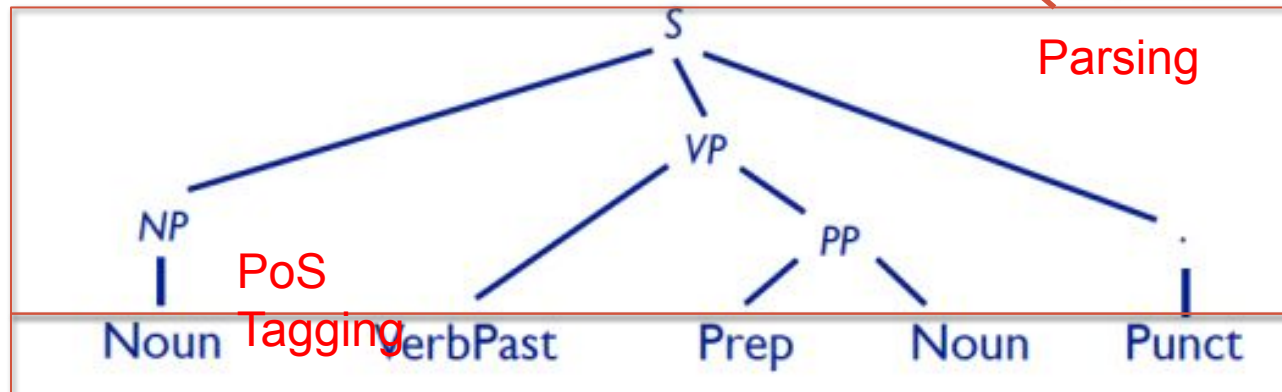 S
Parsing
VP
NP
PP
.
PoS
Tagging
Noun VerbPast Prep Noun Punct